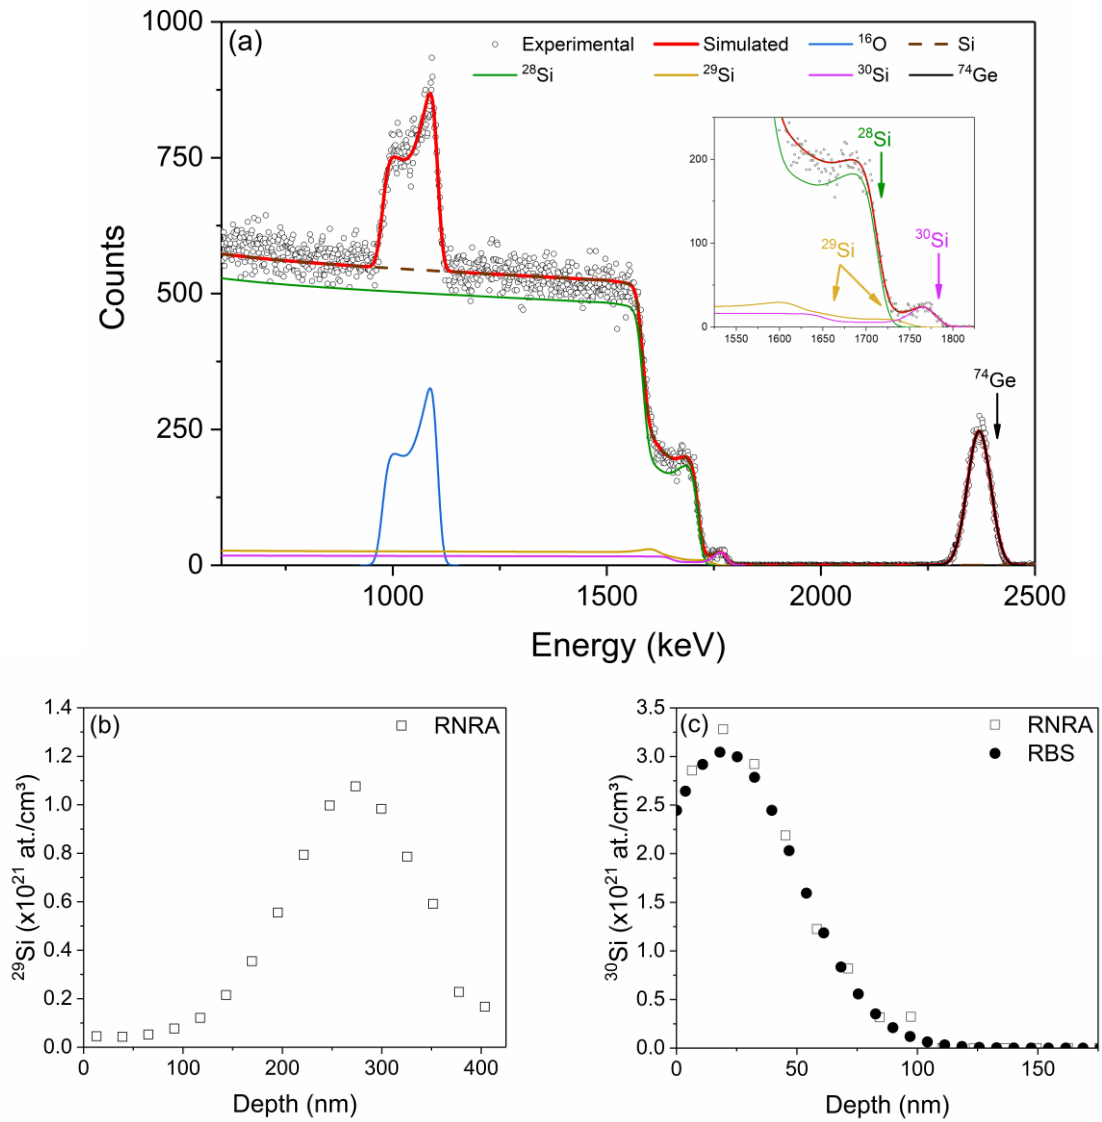 (a)
Experimental Simulated ¹⁶O Si
²⁸Si ²⁹Si ³⁰Si ⁷⁴Ge
1000
750
500
250
0
Counts
1000 1500 2000 2500
Energy (keV)
200
100
0
1550 1600 1650 1700 1750 1800
²⁸Si
³⁰Si
²⁹Si
⁷⁴Ge
(b)
RNRA
1.4
1.2
1.0
0.8
0.6
0.4
0.2
0.0
²⁹Si (x10²¹ at./cm³)
0 100 200 300 400
Depth (nm)
(c)
RNRA
RBS
3.5
3.0
2.5
2.0
1.5
1.0
0.5
0.0
³⁰Si (x10²¹ at./cm³)
0 50 100 150
Depth (nm)